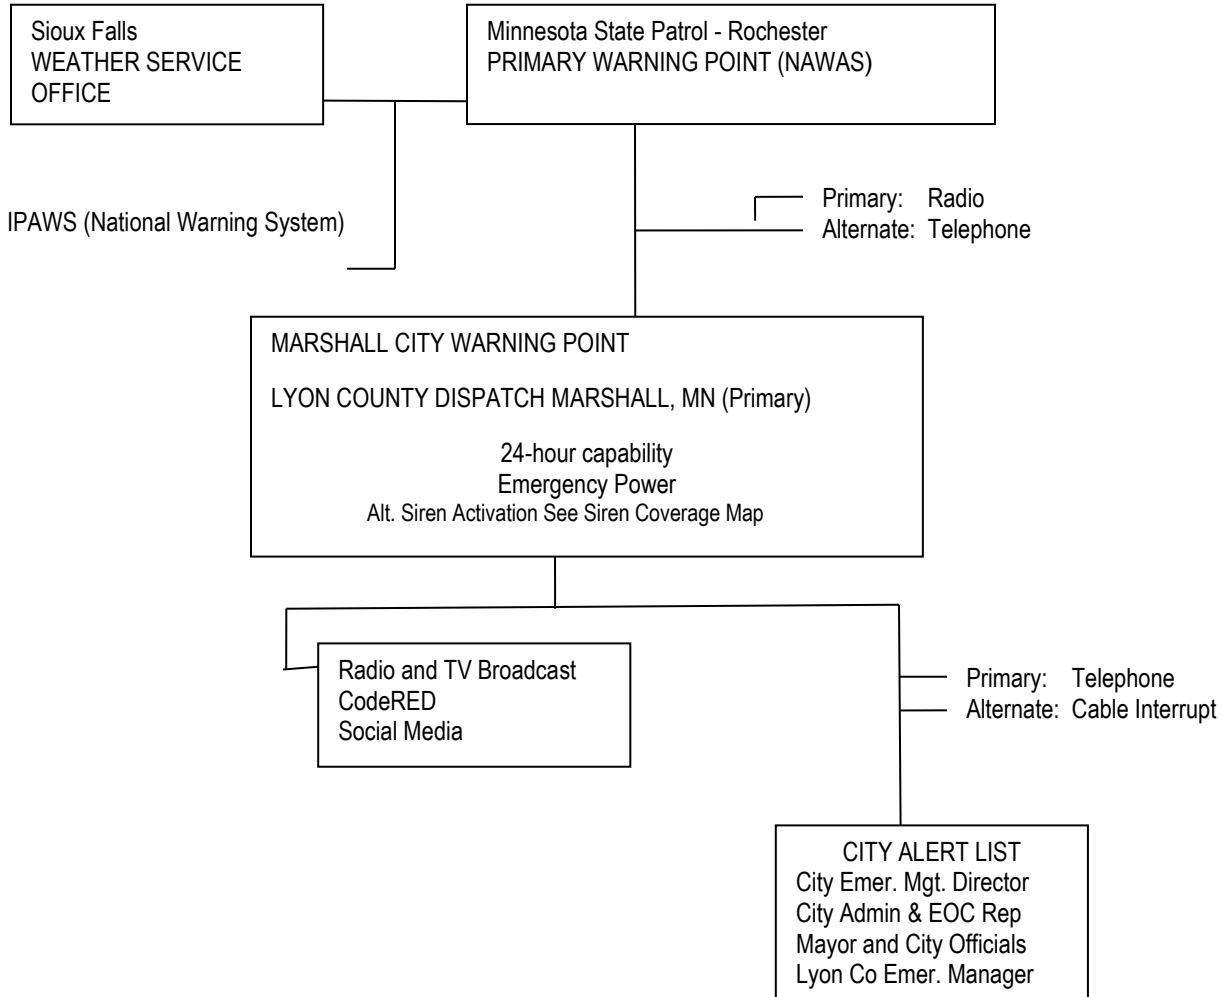 Sioux Falls
WEATHER SERVICE
OFFICE
Minnesota State Patrol - Rochester
PRIMARY WARNING POINT (NAWAS)
IPAWS (National Warning System)
Primary: Radio
Alternate: Telephone
MARSHALL CITY WARNING POINT
LYON COUNTY DISPATCH MARSHALL, MN (Primary)
24-hour capability
Emergency Power
Alt. Siren Activation See Siren Coverage Map
Radio and TV Broadcast
CodeRED
Social Media
Primary: Telephone
Alternate: Cable Interrupt
CITY ALERT LIST
City Emer. Mgt. Director
City Admin & EOC Rep
Mayor and City Officials
Lyon Co Emer. Manager